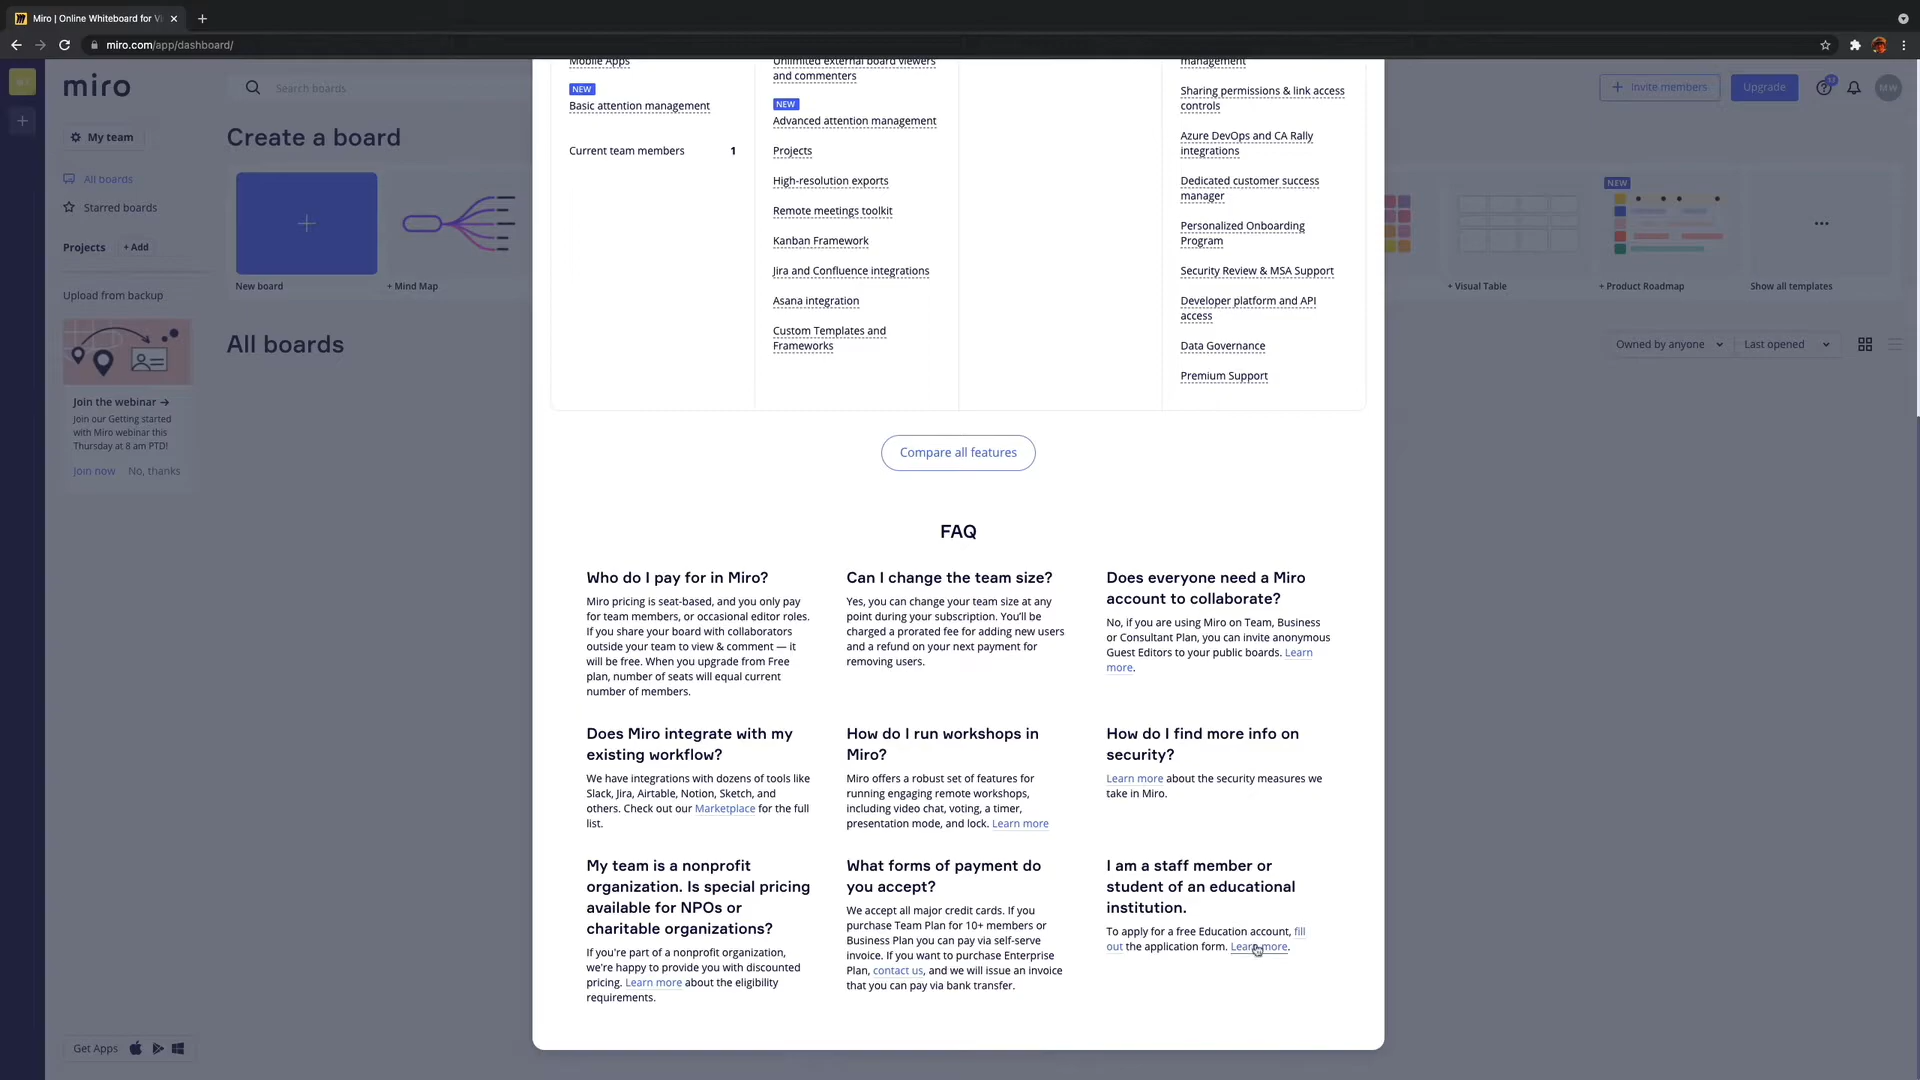 Miro | Online Whiteboard for Vi
miro.com/app/dashboard/
miro
Search boards
Invite members
Upgrade
MW
My team
Create a board
All boards
Starred boards
Projects
+ Add
Upload from backup
New board
+ Mind Map
NEW
+ Visual Table
+ Product Roadmap
Show all templates
Join the webinar →
Join our Getting started
with Miro webinar this
Thursday at 8 am PTD!
Join now
No, thanks
All boards
Owned by anyone
Last opened
Get Apps
Mobile Apps
NEW
Basic attention management
Current team members 1
Unlimited external board viewers
and commenters
NEW
Advanced attention management
Projects
High-resolution exports
Remote meetings toolkit
Kanban Framework
Jira and Confluence integrations
Asana integration
Custom Templates and
Frameworks
management
Sharing permissions & link access
controls
Azure DevOps and CA Rally
integrations
Dedicated customer success
manager
Personalized Onboarding
Program
Security Review & MSA Support
Developer platform and API
access
Data Governance
Premium Support
Compare all features
FAQ
Who do I pay for in Miro?
Miro pricing is seat-based, and you only pay
for team members, or occasional editor roles.
If you share your board with collaborators
outside your team to view & comment — it
will be free. When you upgrade from Free
plan, number of seats will equal current
number of members.
Can I change the team size?
Yes, you can change your team size at any
point during your subscription. You'll be
charged a prorated fee for adding new users
and a refund on your next payment for
removing users.
Does everyone need a Miro
account to collaborate?
No, if you are using Miro on Team, Business
or Consultant Plan, you can invite anonymous
Guest Editors to your public boards. Learn
more.
Does Miro integrate with my
existing workflow?
We have integrations with dozens of tools like
Slack, Jira, Airtable, Notion, Sketch, and
others. Check out our Marketplace for the full
list.
How do I run workshops in
Miro?
Miro offers a robust set of features for
running engaging remote workshops,
including video chat, voting, a timer,
presentation mode, and lock. Learn more
How do I find more info on
security?
Learn more about the security measures we
take in Miro.
My team is a nonprofit
organization. Is special pricing
available for NPOs or
charitable organizations?
If you're part of a nonprofit organization,
we're happy to provide you with discounted
pricing. Learn more about the eligibility
requirements.
What forms of payment do
you accept?
We accept all major credit cards. If you
purchase Team Plan for 10+ members or
Business Plan you can pay via self-serve
invoice. If you want to purchase Enterprise
Plan, contact us, and we will issue an invoice
that you can pay via bank transfer.
I am a staff member or
student of an educational
institution.
To apply for a free Education account, fill
out the application form. Learn more.